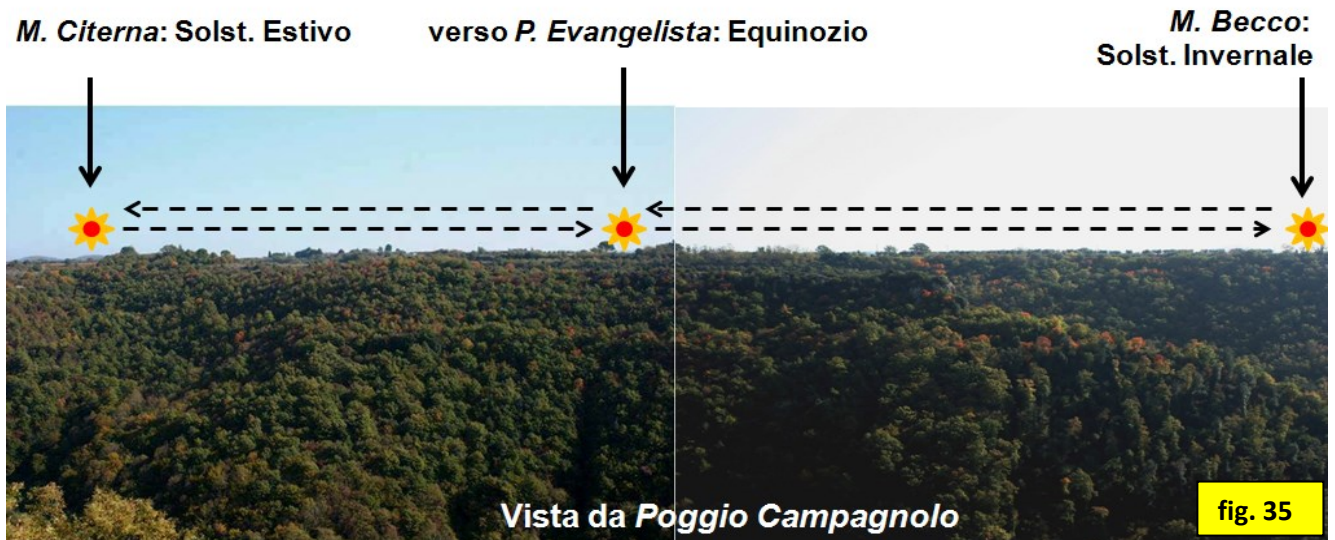 M. Citerna: Solst. Estivo
verso P. Evangelista: Equinozio
M. Becco:
Solst. Invernale
Vista da Poggio Campagnolo
fig. 35